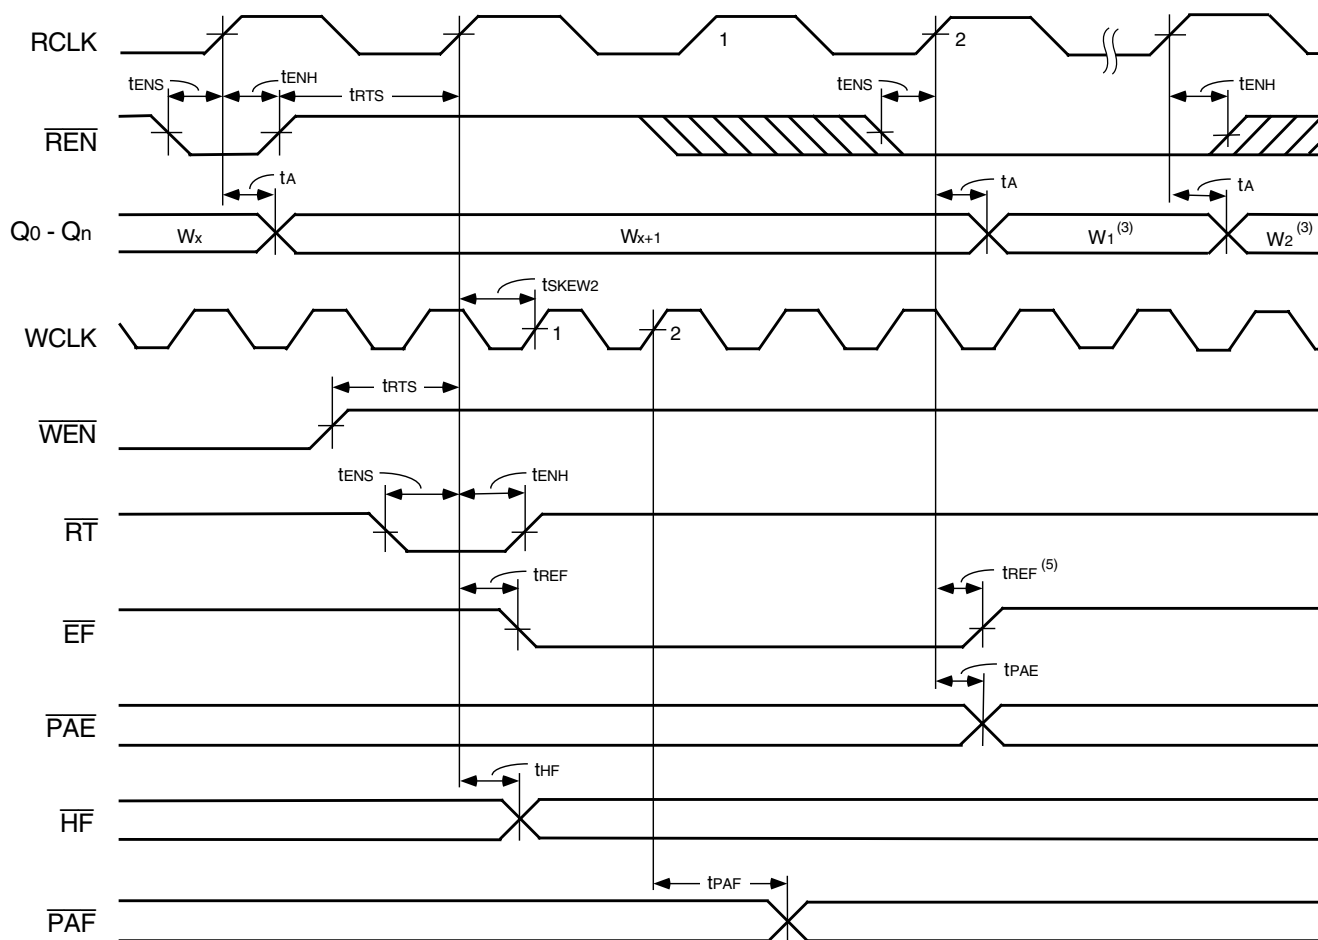 RCLK 1 2
tENS tENH tRTS tENS tENH
REN
tA tA tA
Q0 - Qn Wx Wx+1 W1(3) W2(3)
tSKEW2
WCLK 1 2
tRTS
WEN
tENS tENH
RT
tREF tREF(5)
EF
tPAE
PAE
tHF
HF
tPAF
PAF